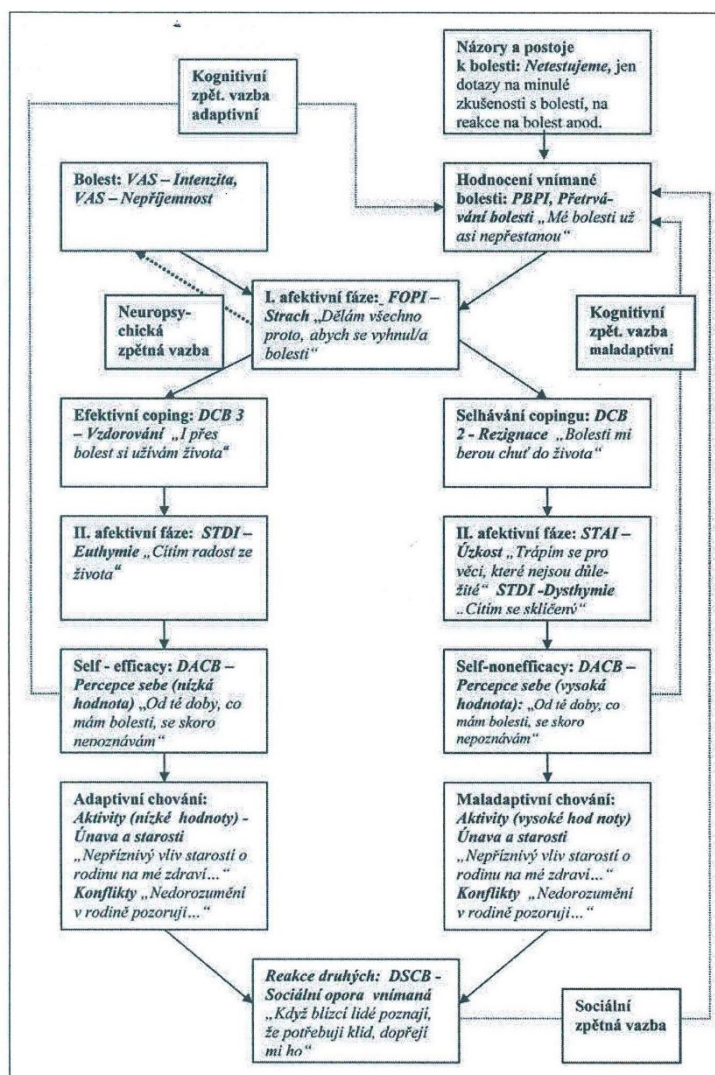 Kognitivní
zpět. vazba
adaptivní
Názory a postoje
k bolesti: Netestujeme, jen
dotazy na minulé
zkušenosti s bolestí, na
reakce na bolest anod.
Bolest: VAS – Intenzita,
VAS – Nepříjemnost
Hodnocení vnímané
bolesti: PBPI, Přetrvá-
vání bolesti „Mé bolesti už
asi nepřestanou“
I. afektivní fáze: FOPI –
Strach „Dělám všechno
proto, abych se vyhnul/a
bolesti“
Neuropsy-
chická
zpětná vazba
Kognitivní
zpět. vazba
maladaptivní
Efektivní coping: DCB 3
– Vzdorování „I přes
bolest si užívám života“
Selhávání copingu: DCB
2 - Rezignace „Bolesti mi
berou chuť do života“
II. afektivní fáze: STDI –
Euthymie „Cítím radost ze
života“
II. afektivní fáze: STAI –
Úzkost „Trápím se pro
věci, které nejsou důle-
žité“ STDI -Dysthymie
„Cítím se skličený“
Self - efficacy: DACB –
Percepce sebe (nízká
hodnota) „Od té doby, co
mám bolesti, se skoro
nepoznávám“
Self-nonefficacy: DACB –
Percepce sebe (vysoká
hodnota): „Od té doby, co
mám bolesti, se skoro
nepoznávám“
Adaptivní chování:
Aktivity (nízké hodnoty) -
Únava a starosti
„Nepříznivý vliv starostí o
rodinu na mé zdraví…“
Konflikty „Nedorozumění
v rodině pozoruji…“
Maladaptivní chování:
Aktivity (vysoké hod noty)
Únava a starosti
„Nepříznivý vliv starostí o
rodinu na mé zdraví…“
Konflikty „Nedorozumění
v rodině pozoruji…“
Reakce druhých: DSCB -
Sociální opora vnímaná
„Když blízcí lidé poznají,
že potřebuji klid, dopřejí
mi ho“
Sociální
zpětná vazba